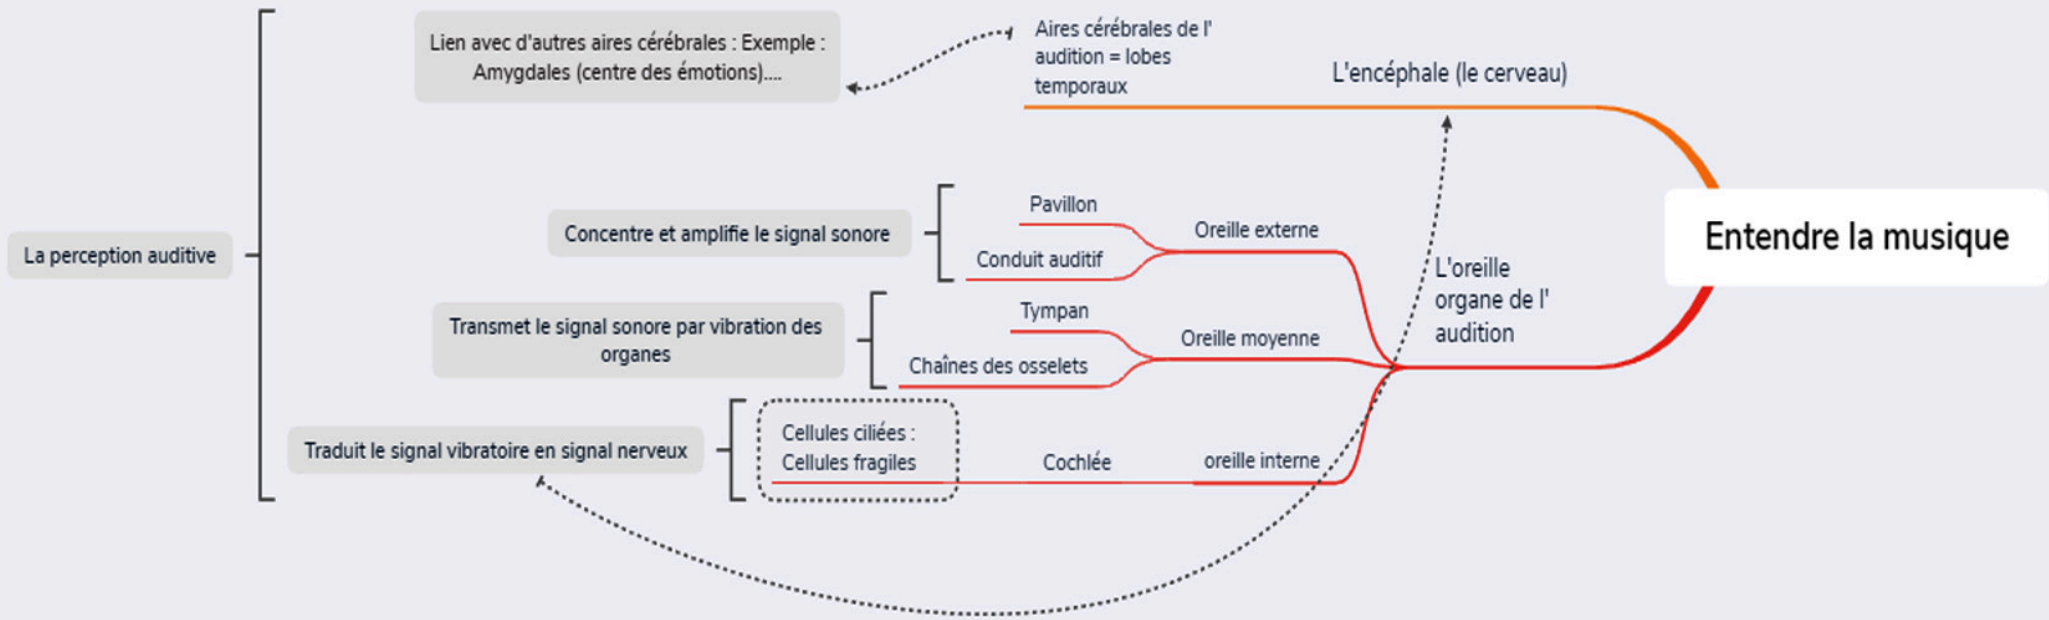 Lien avec d'autres aires cérébrales : Exemple :
Amygdales (centre des émotions)....
Aires cérébrales de l'
audition = lobes
temporaux
L'encéphale (le cerveau)
Pavillon
Concentre et amplifie le signal sonore
Oreille externe
Conduit auditif
Entendre la musique
La perception auditive
L'oreille
organe de l'
audition
Tympan
Transmet le signal sonore par vibration des
organes
Oreille moyenne
Chaînes des osselets
Traduit le signal vibratoire en signal nerveux
Cellules ciliées :
Cellules fragiles
Cochlée
oreille interne